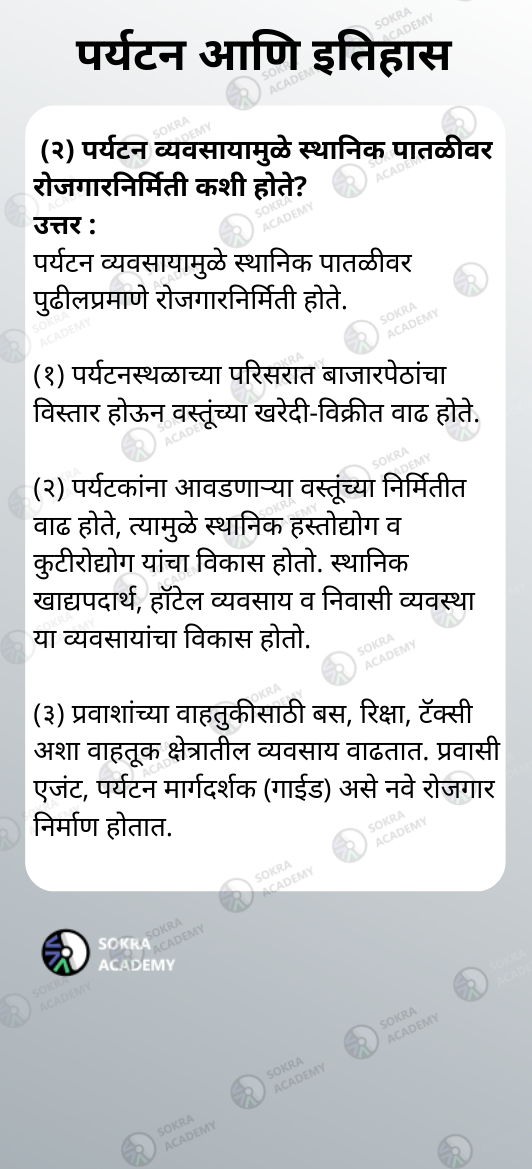 पर्यटन आणि इतिहास
(२) पर्यटन व्यवसायामुळे स्थानिक पातळीवर
रोजगारनिर्मिती कशी होते?
उत्तर :
पर्यटन व्यवसायामुळे स्थानिक पातळीवर
पुढीलप्रमाणे रोजगारनिर्मिती होते.
(१) पर्यटनस्थळाच्या परिसरात बाजारपेठांचा
विस्तार होऊन वस्तूंच्या खरेदी-विक्रीत वाढ होते.
(२) पर्यटकांना आवडणाऱ्या वस्तूंच्या निर्मितीत
वाढ होते, त्यामुळे स्थानिक हस्तोद्योग व
कुटीरोद्योग यांचा विकास होतो. स्थानिक
खाद्यपदार्थ, हॉटेल व्यवसाय व निवासी व्यवस्था
या व्यवसायांचा विकास होतो.
(३) प्रवाशांच्या वाहतुकीसाठी बस, रिक्षा, टॅक्सी
अशा वाहतूक क्षेत्रातील व्यवसाय वाढतात. प्रवासी
एजंट, पर्यटन मार्गदर्शक (गाईड) असे नवे रोजगार
निर्माण होतात.
SOKRA
ACADEMY